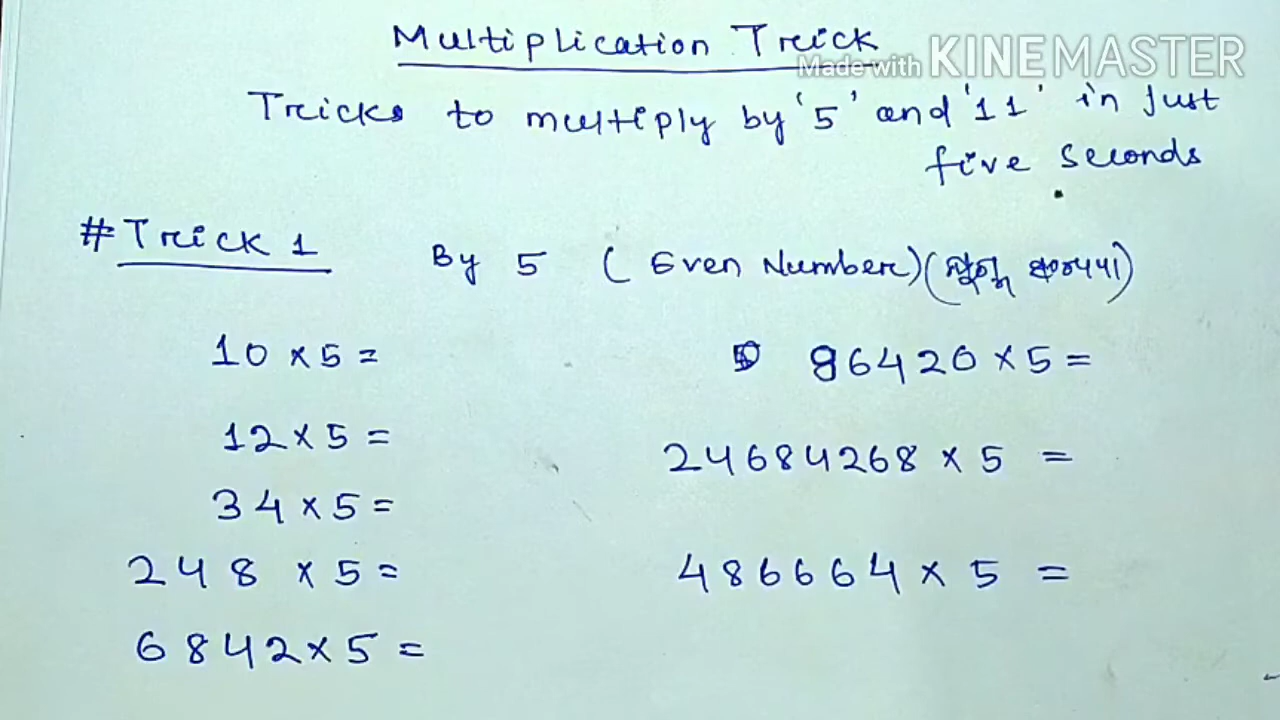 Multiplication Trick
Made with KINEMASTER
Tricks to multiply by '5' and '11' in just
five seconds
# Trick 1 By 5 (Even Number)
10 × 5 =
12 × 5 =
34 × 5 =
248 × 5 =
6842 × 5 =
86420 × 5 =
24684268 × 5 =
486664 × 5 =